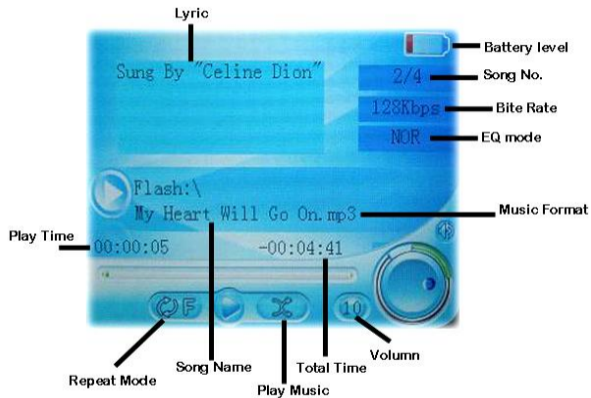 Lyric
Battery level
Sung By "Celine Dion"
2/4
Song No.
128Kbps
Bite Rate
NOR
EQ mode
Flash:\
My Heart Will Go On.mp3
Music Format
Play Time
00:00:05
-00:04:41
F
10
Volumn
Repeat Mode
Song Name
Total Time
Play Music